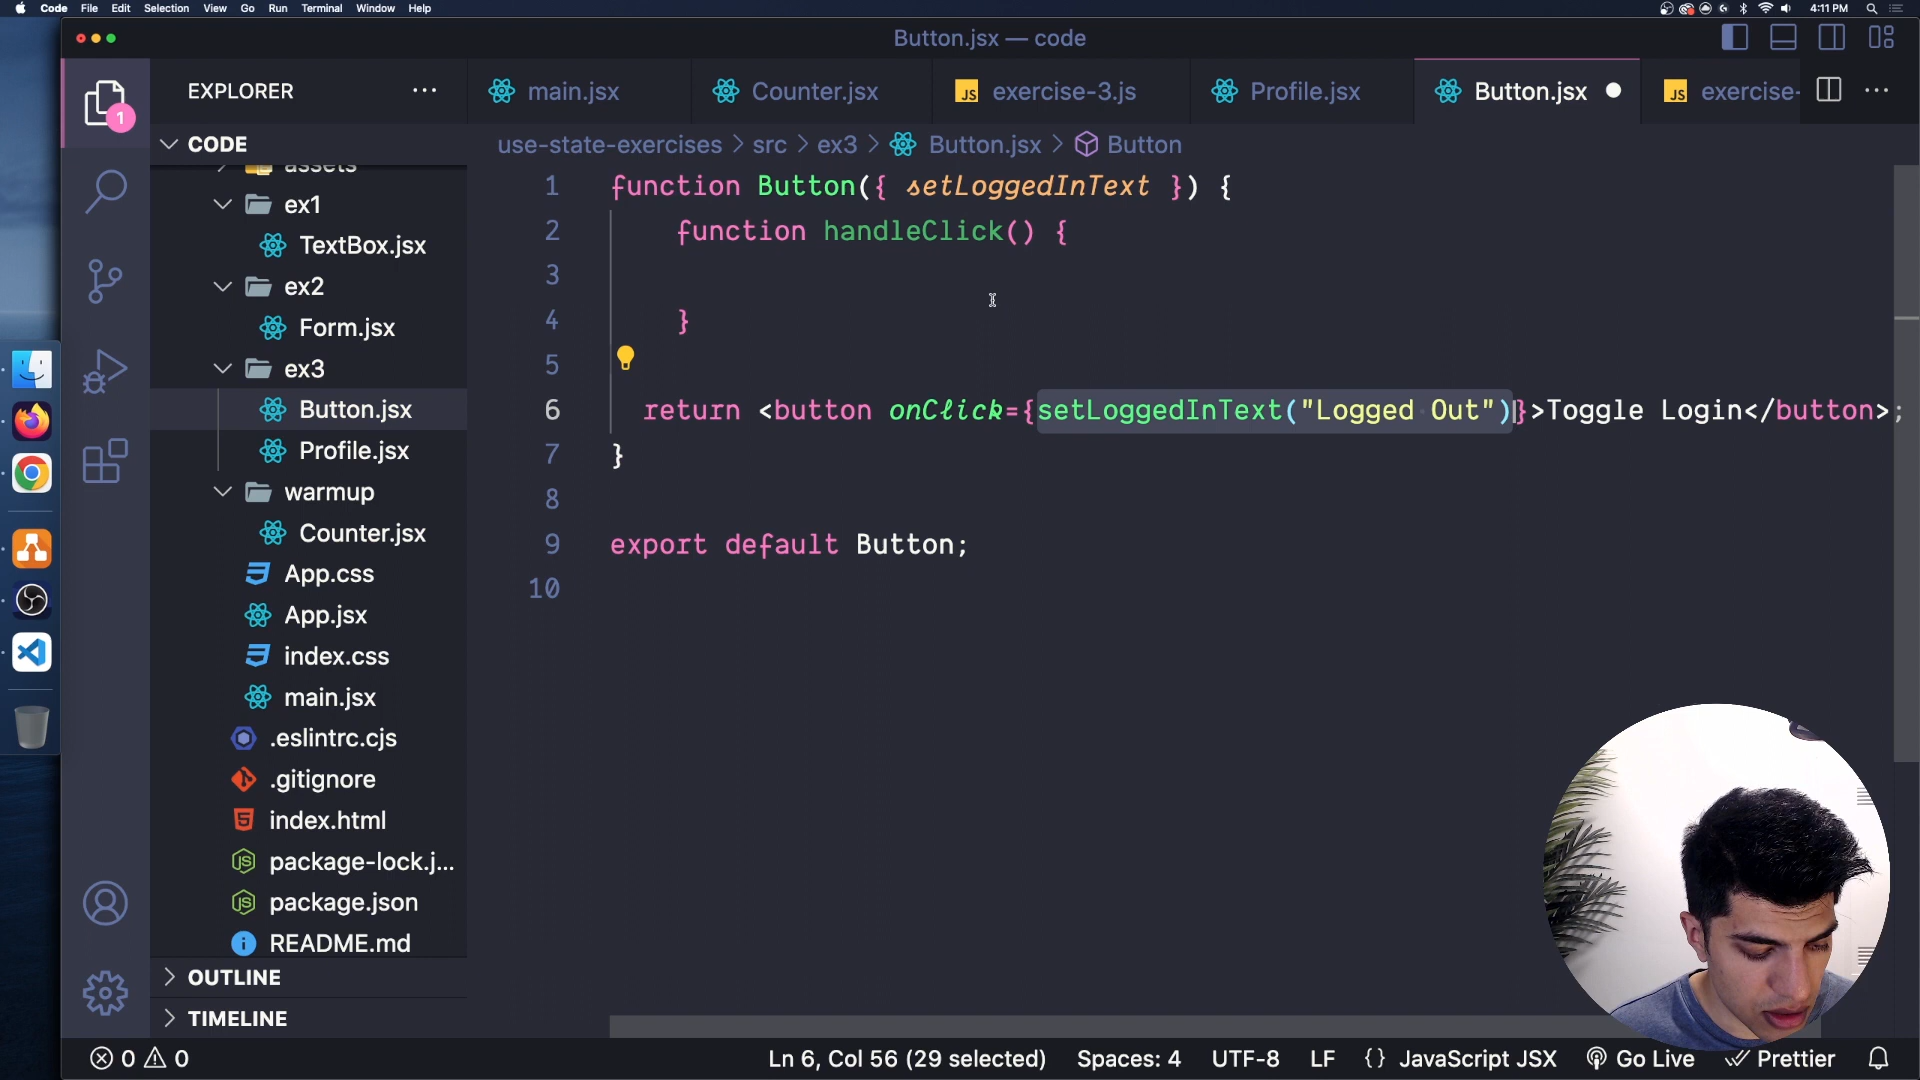 Code File Edit Selection View Go Run Terminal Window Help 4:11 PM
Button.jsx — code
EXPLORER ···
main.jsx Counter.jsx JS exercise-3.js Profile.jsx Button.jsx JS exercise- ···
1
CODE
use-state-exercises > src > ex3 > Button.jsx > Button
assets
ex1
TextBox.jsx
ex2
Form.jsx
ex3
Button.jsx
Profile.jsx
warmup
Counter.jsx
App.css
App.jsx
index.css
main.jsx
.eslintrc.cjs
.gitignore
index.html
package-lock.j...
package.json
README.md
OUTLINE
TIMELINE
1 function Button({ setLoggedInText }) {
2 function handleClick() {
3
4 }
5
6 return <button onClick={setLoggedInText("Logged Out")}>Toggle Login</button>;
7 }
8
9 export default Button;
10
0 0 Ln 6, Col 56 (29 selected) Spaces: 4 UTF-8 LF {} JavaScript JSX Go Live Prettier